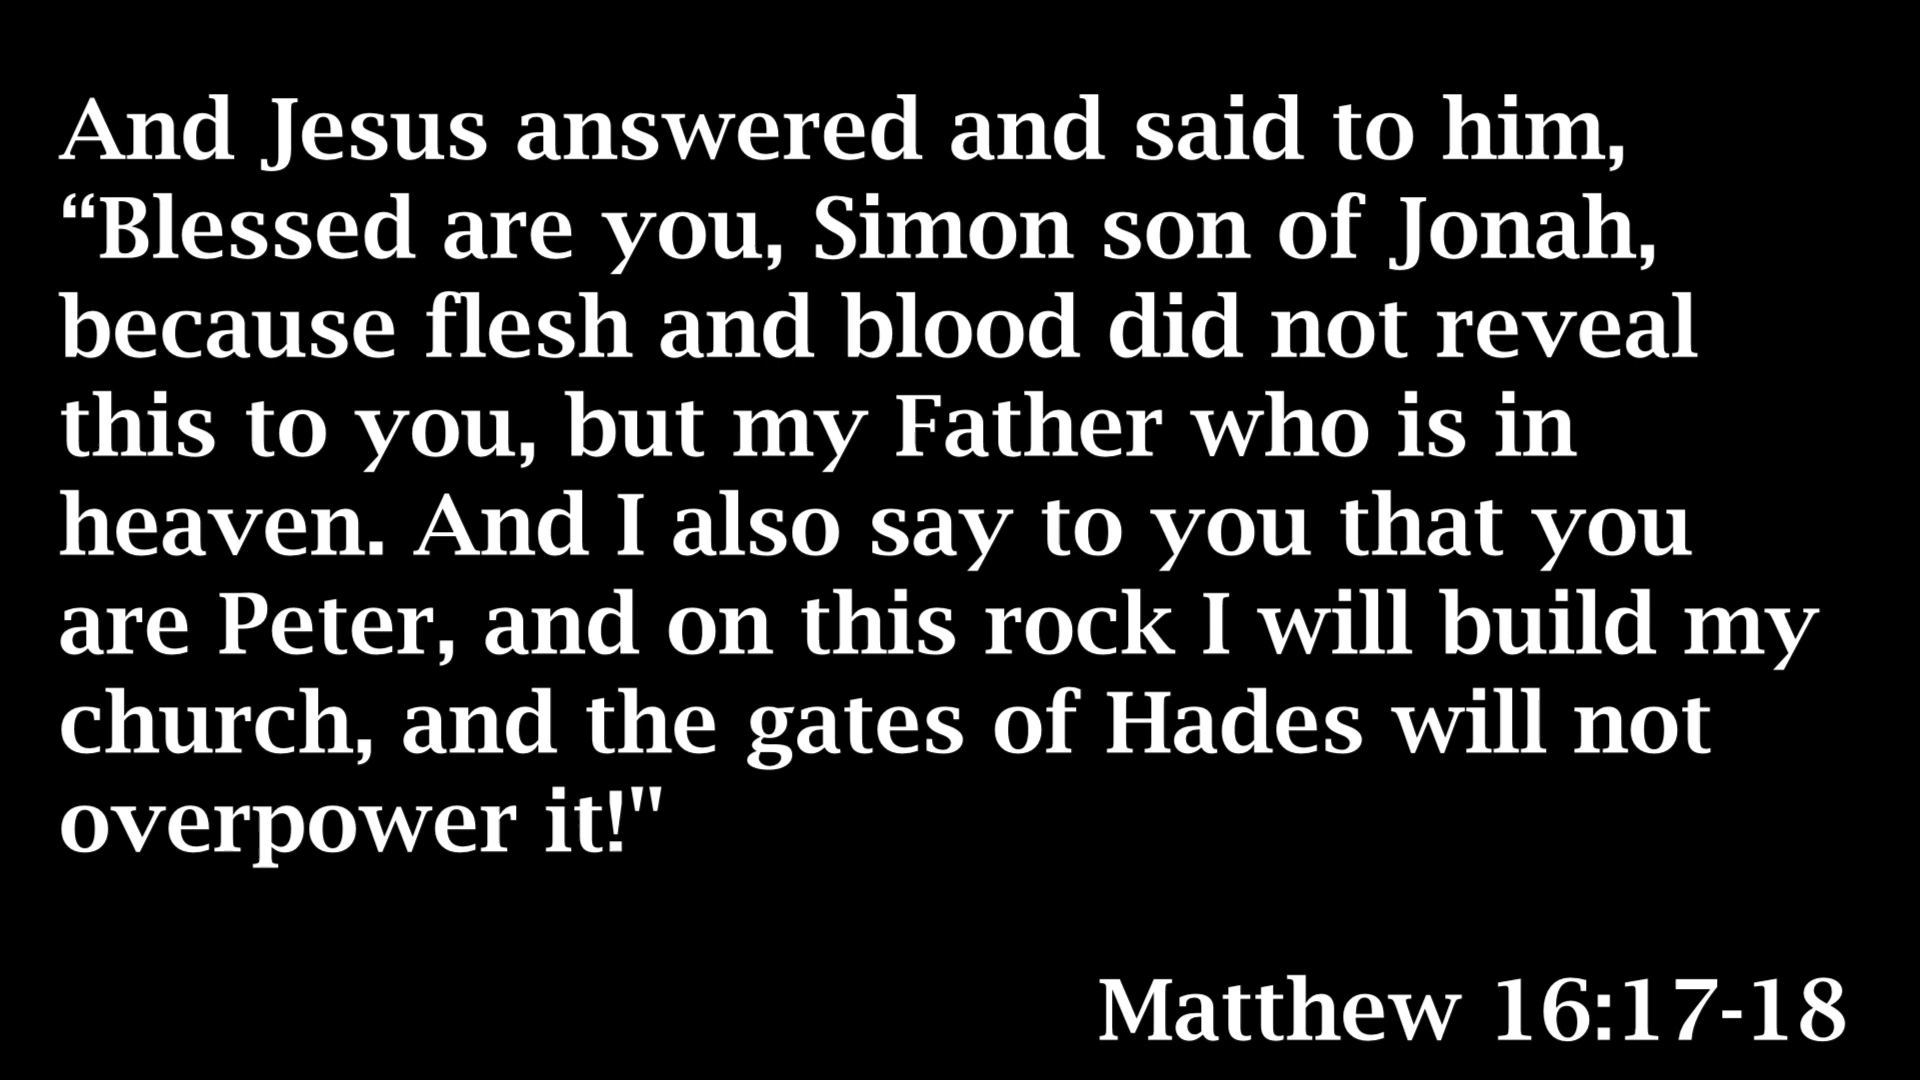 And Jesus answered and said to him,
“Blessed are you, Simon son of Jonah,
because flesh and blood did not reveal
this to you, but my Father who is in
heaven. And I also say to you that you
are Peter, and on this rock I will build my
church, and the gates of Hades will not
overpower it!"
Matthew 16:17-18